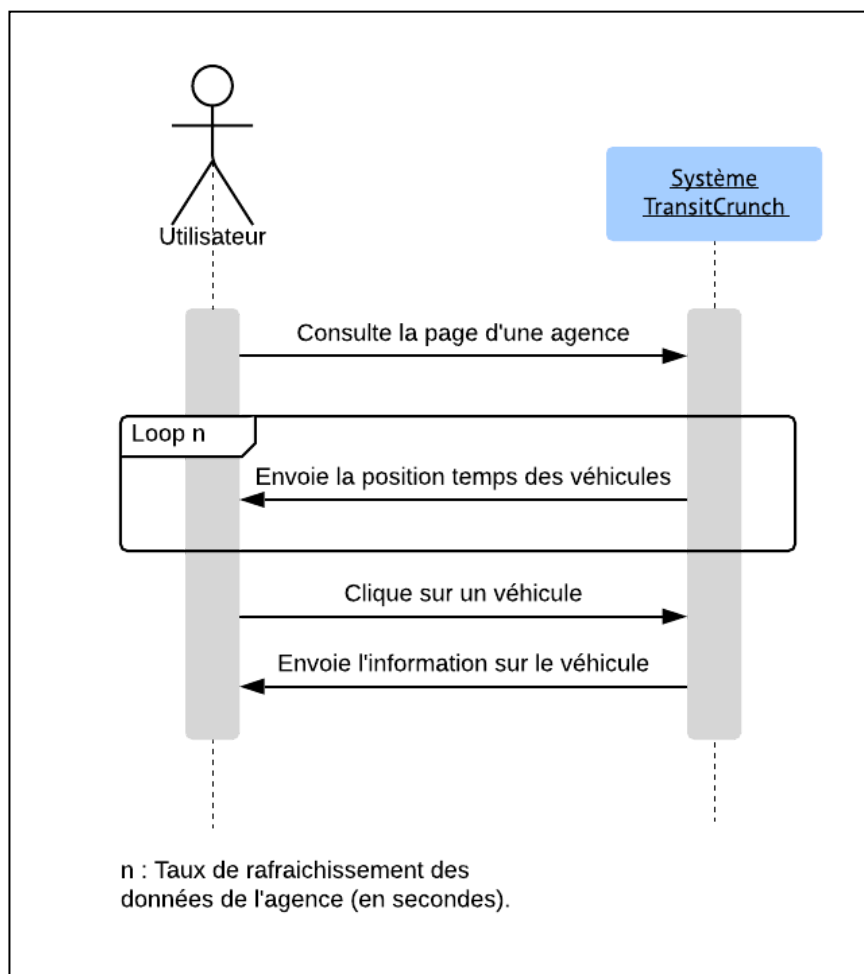 Utilisateur
Système
TransitCrunch
Consulte la page d'une agence
Loop n
Envoie la position temps des véhicules
Clique sur un véhicule
Envoie l'information sur le véhicule
n : Taux de rafraichissement des
données de l'agence (en secondes).